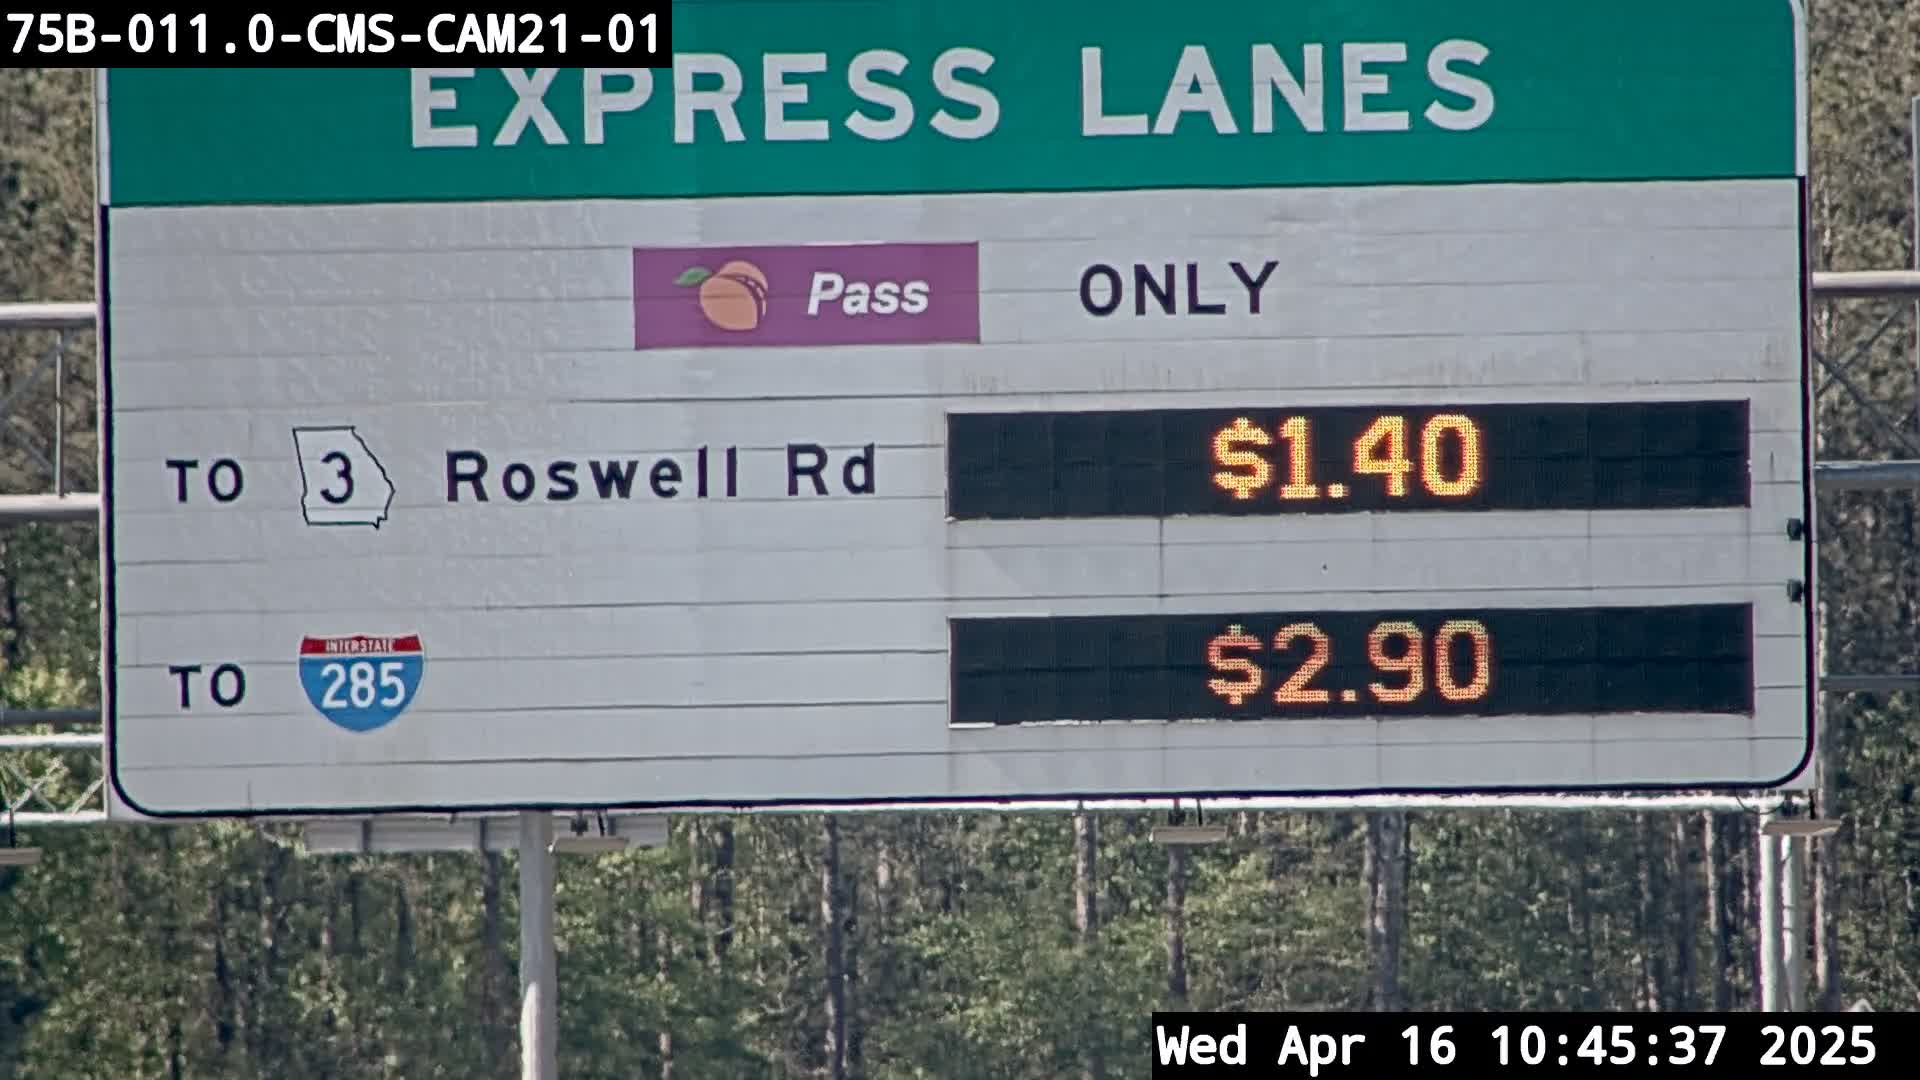 75B-011.0-CMS-CAM21-01
EXPRESS LANES
Pass ONLY
TO 3 Roswell Rd $1.40
TO INTERSTATE 285 $2.90
Wed Apr 16 10:45:37 2025